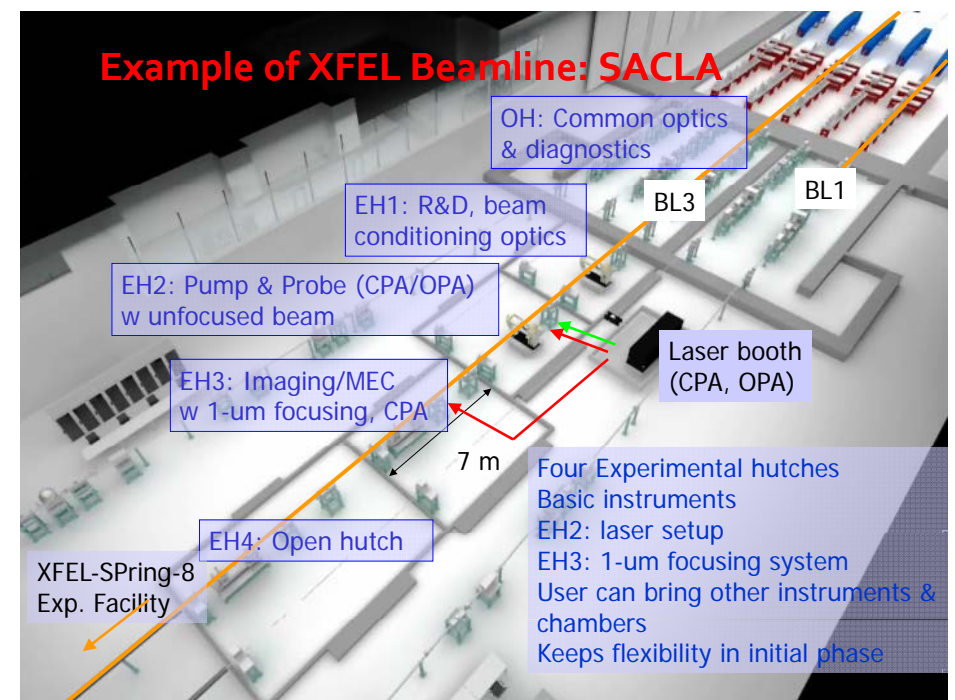 Example of XFEL Beamline: SACLA
OH: Common optics
& diagnostics
BL3
BL1
EH1: R&D, beam
conditioning optics
EH2: Pump & Probe (CPA/OPA)
w unfocused beam
Laser booth
(CPA, OPA)
EH3: Imaging/MEC
w 1-um focusing, CPA
7 m
Four Experimental hutches
Basic instruments
EH2: laser setup
EH3: 1-um focusing system
User can bring other instruments &
chambers
Keeps flexibility in initial phase
EH4: Open hutch
XFEL-SPring-8
Exp. Facility